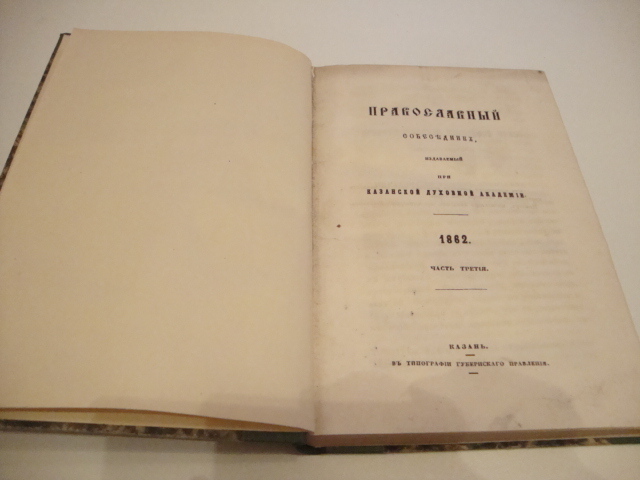 ПРАВОСЛАВНЫЙ
СОБЕСѢДНИКЪ,
ИЗДАВАЕМЫЙ
ПРИ
КАЗАНСКОЙ ДУХОВНОЙ АКАДЕМІИ.
1862.
ЧАСТЬ ТРЕТІЯ.
КАЗАНЬ.
ВЪ ТИПОГРАФІИ ГУБЕРНСКАГО ПРАВЛЕНІЯ.